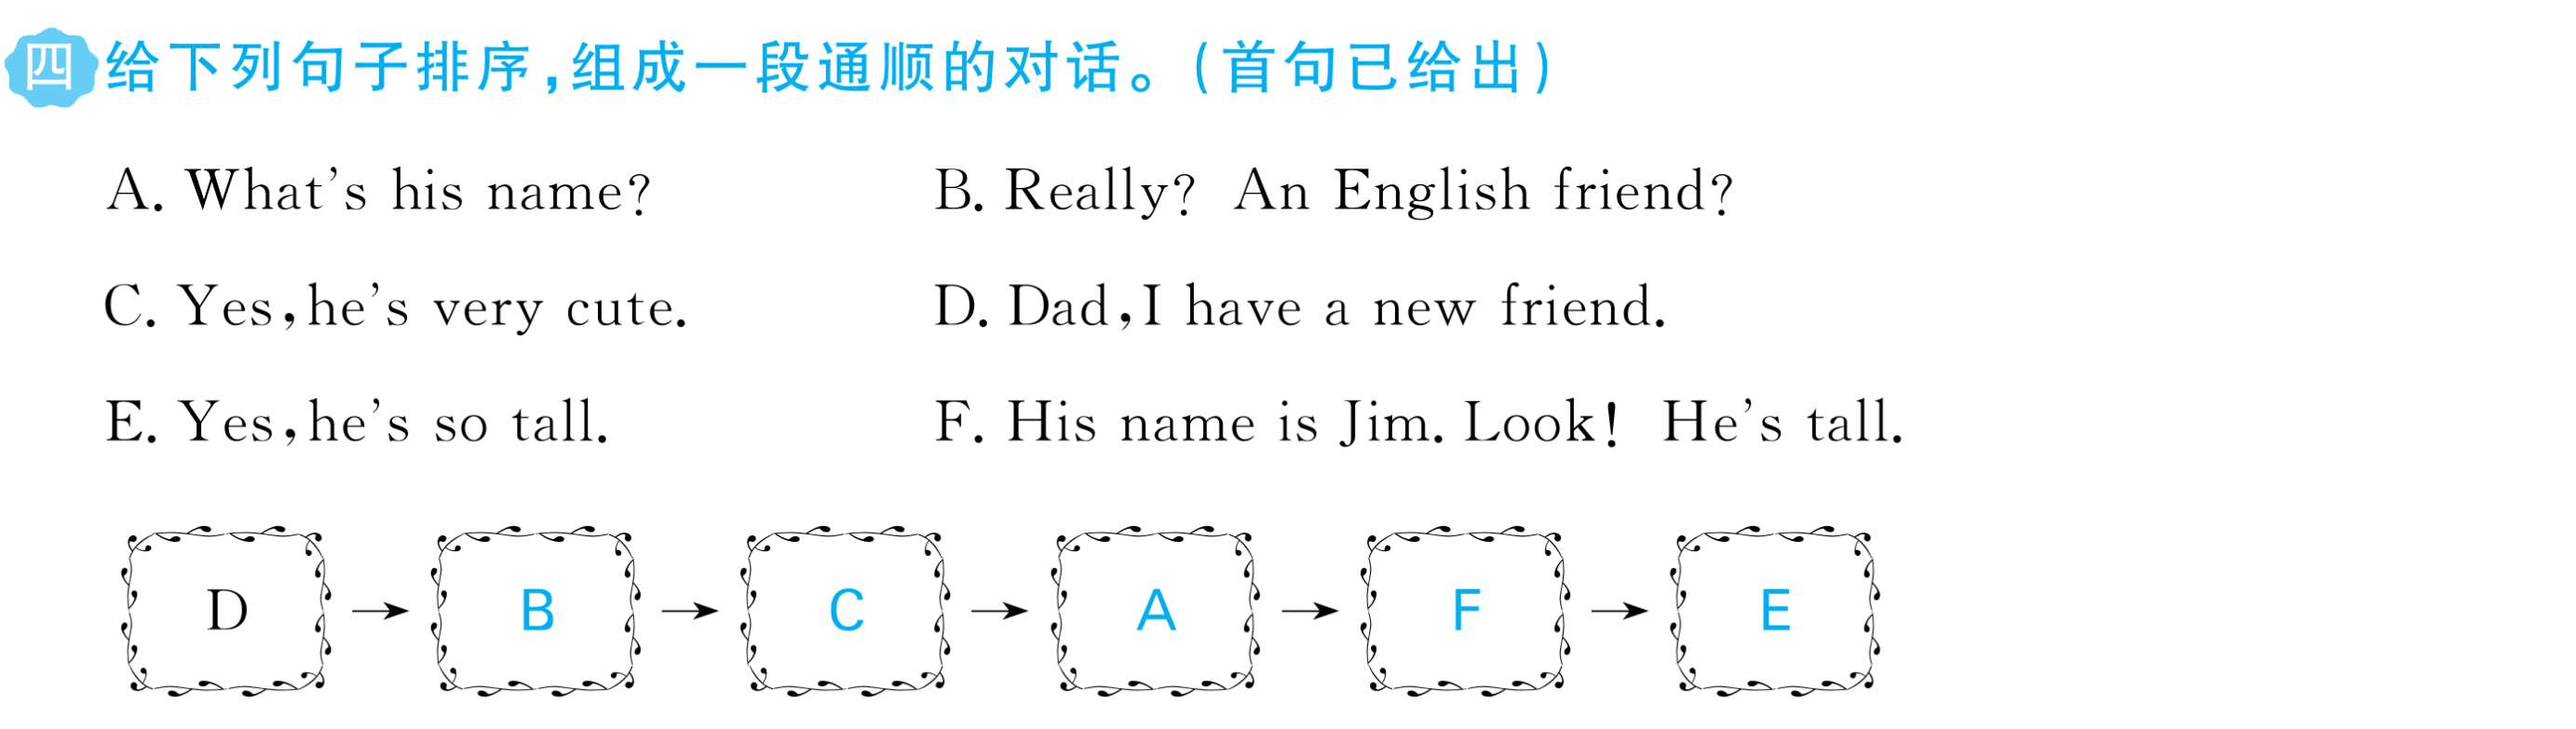 四 给下列句子排序,组成一段通顺的对话。(首句已给出)
A. What's his name? B. Really? An English friend?
C. Yes,he's very cute. D. Dad,I have a new friend.
E. Yes,he's so tall. F. His name is Jim. Look! He's tall.
D → B → C → A → F → E